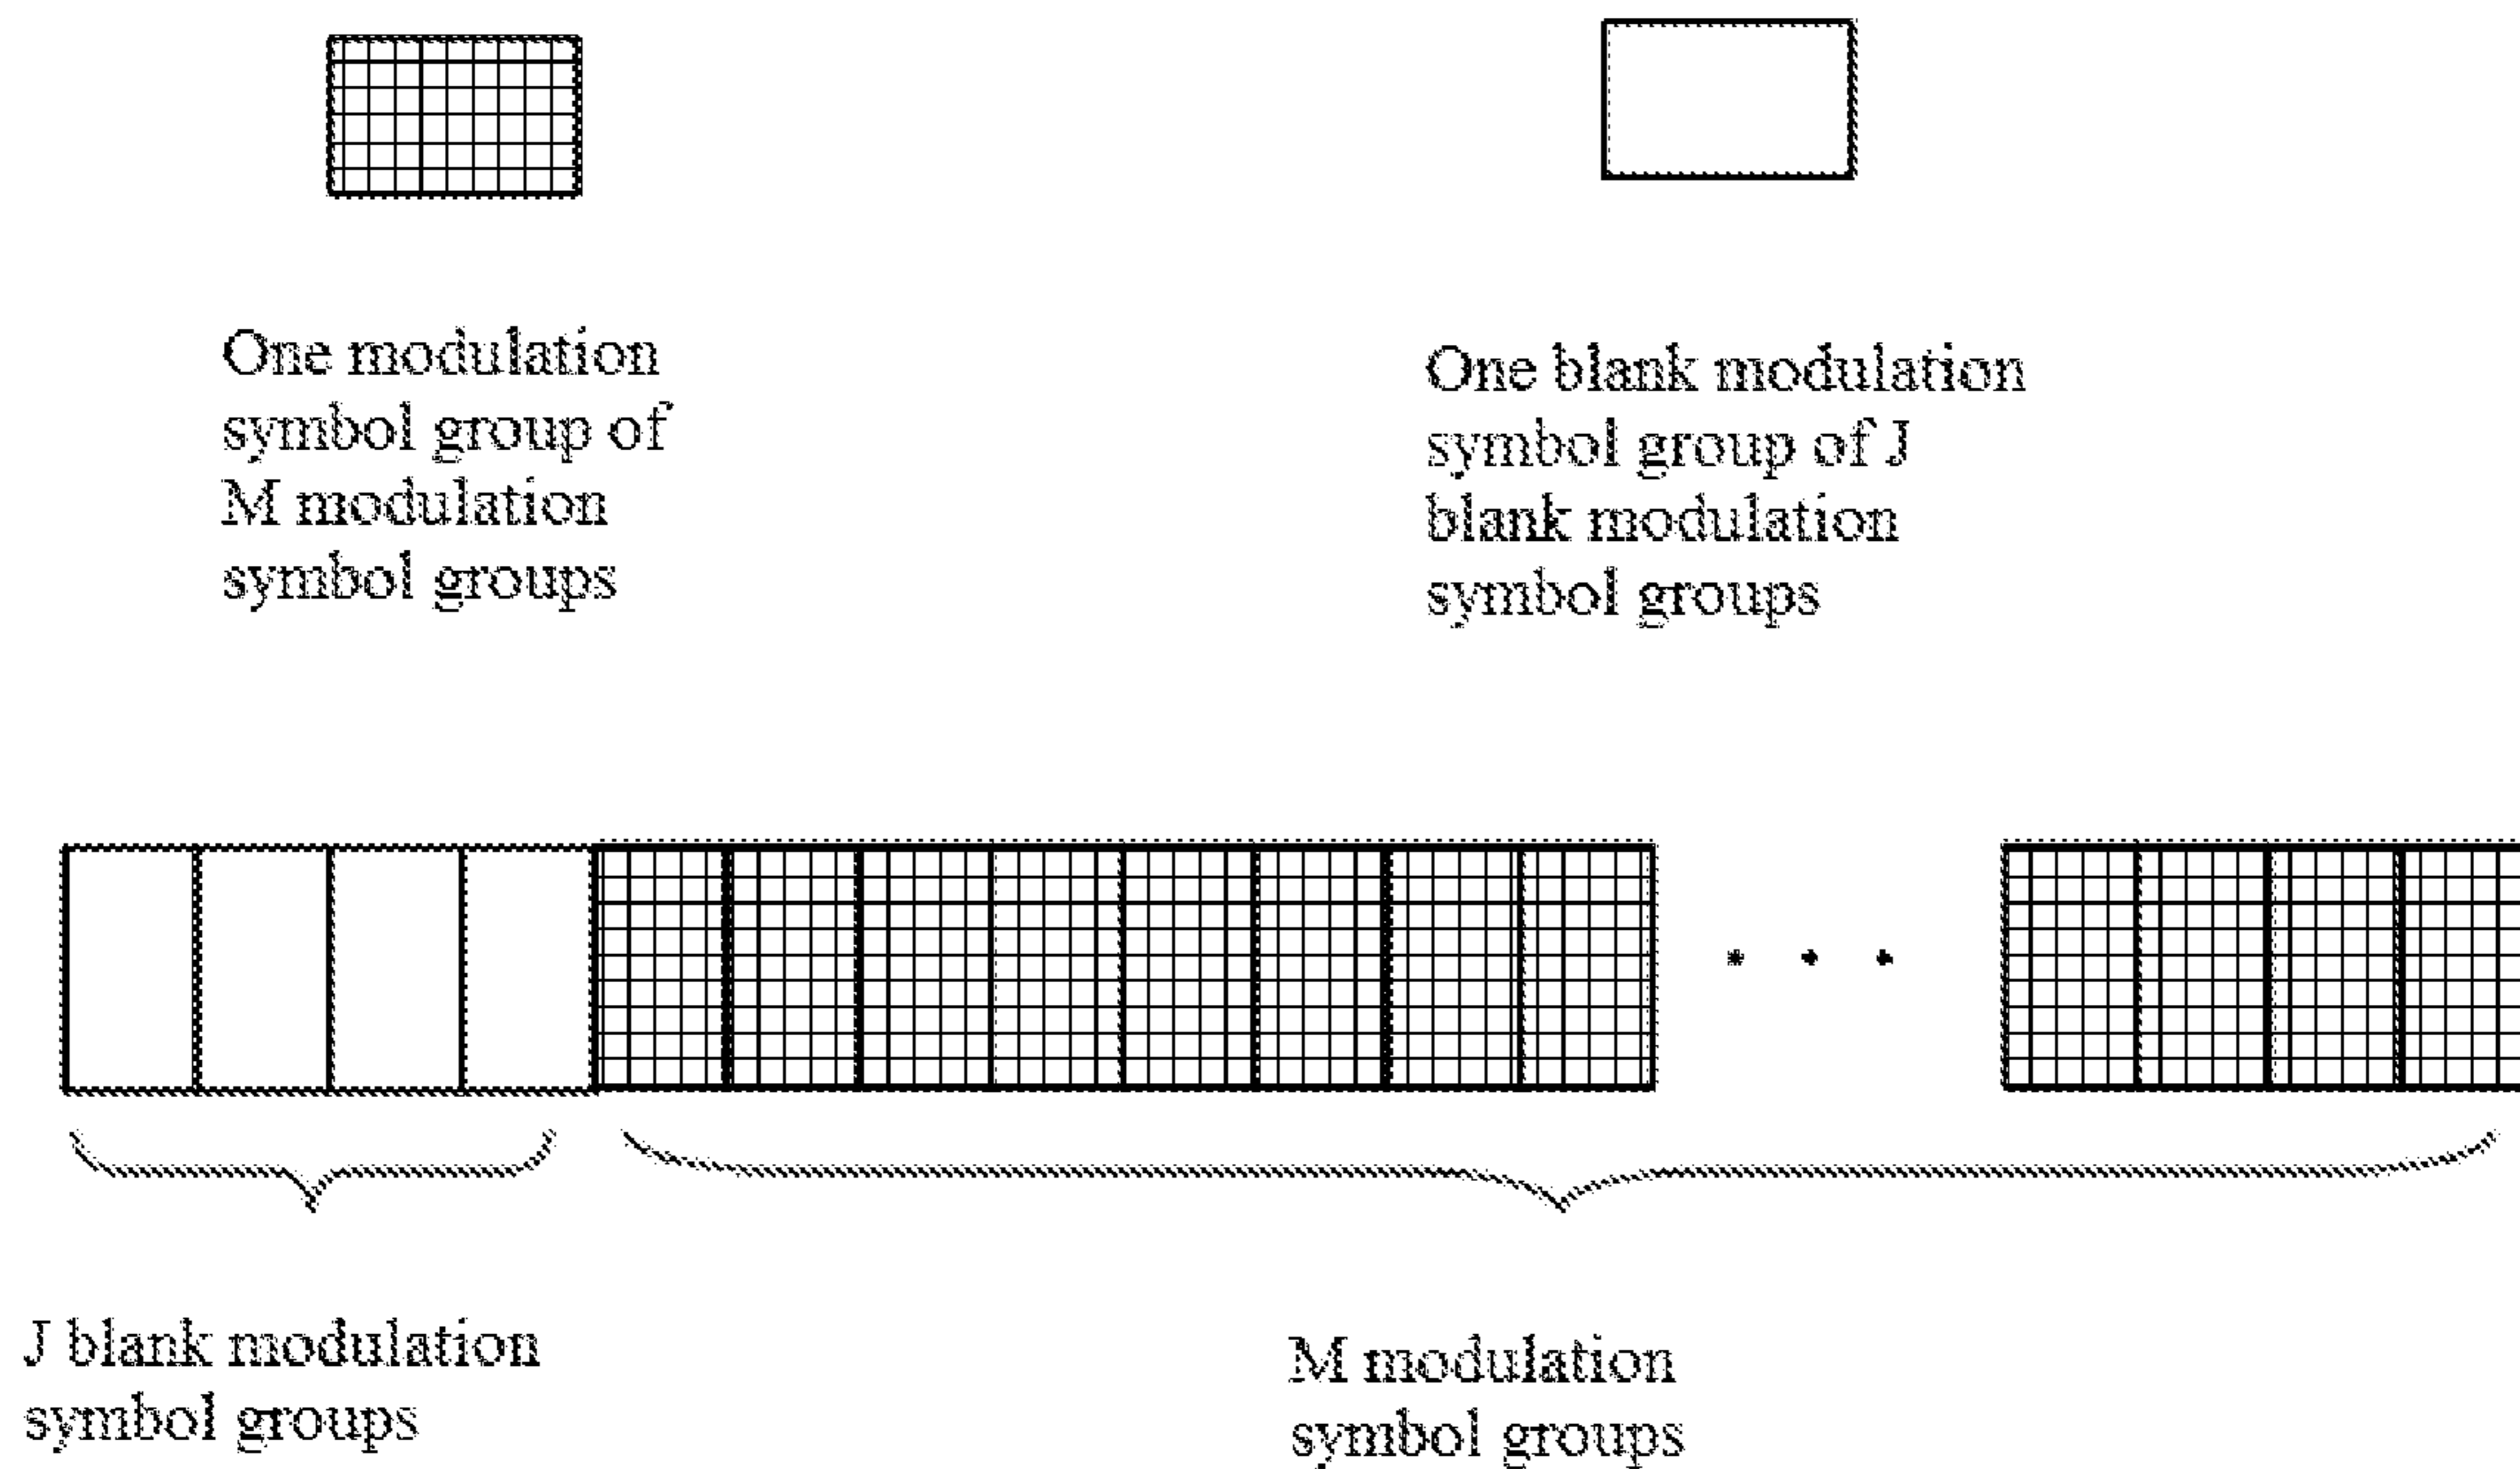 One modulation
symbol group of
M modulation
symbol groups
One blank modulation
symbol group of J
blank modulation
symbol groups
J blank modulation
symbol groups
M modulation
symbol groups